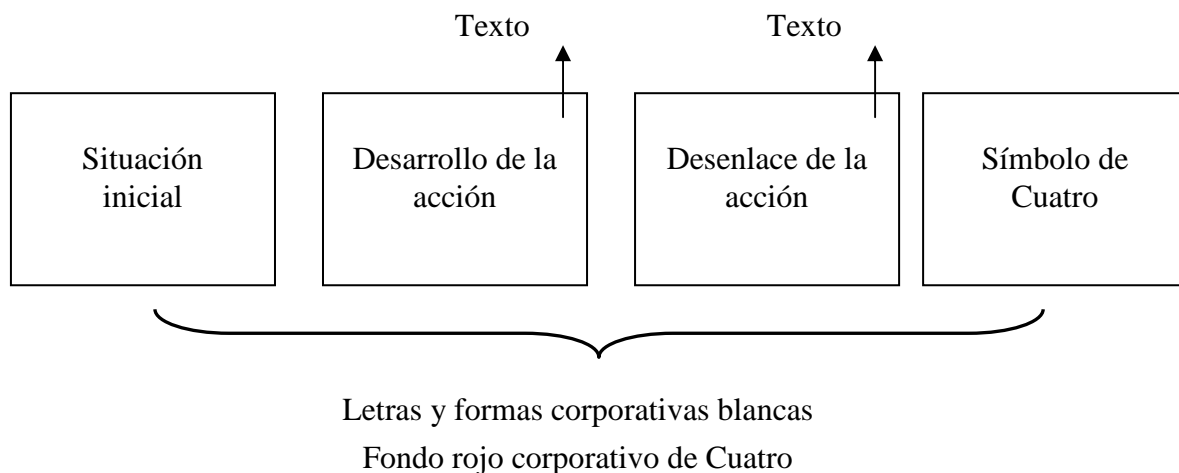 Texto
Texto
Situación
inicial
Desarrollo de la
acción
Desenlace de la
acción
Símbolo de
Cuatro
Letras y formas corporativas blancas
Fondo rojo corporativo de Cuatro